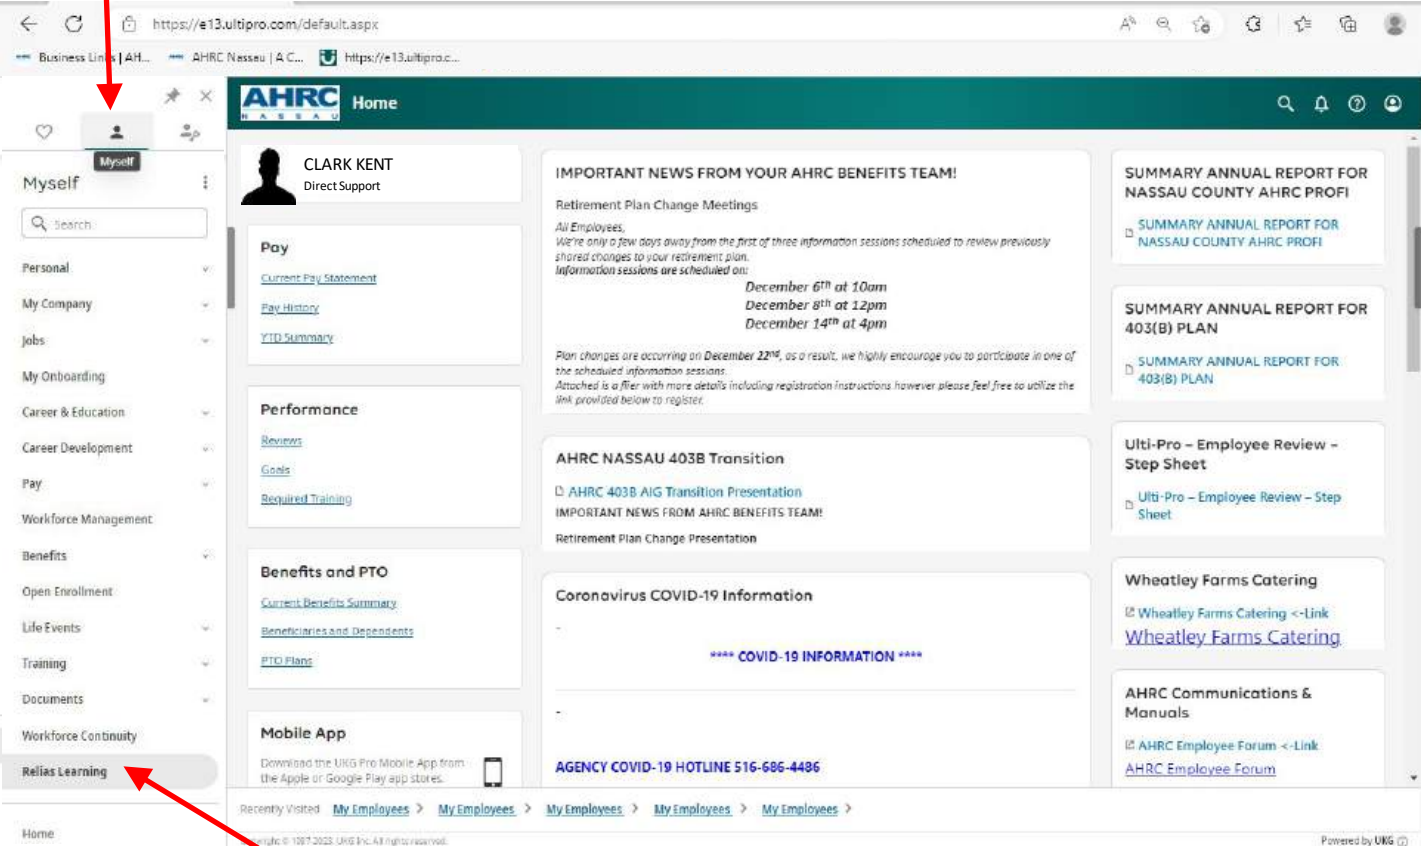 https://e13.ultipro.com/default.aspx
Business Links | AH...
AHRC Nassau | A C...
https://e13.ultipro.c...
AHRC
NASSAU
Home
Myself
Myself
Search
Personal
My Company
Jobs
My Onboarding
Career & Education
Career Development
Pay
Workforce Management
Benefits
Open Enrollment
Life Events
Training
Documents
Workforce Continuity
Relias Learning
Home
CLARK KENT
Direct Support
Pay
Current Pay Statement
Pay History
YTD Summary
Performance
Reviews
Goals
Required Training
Benefits and PTO
Current Benefits Summary
Beneficiaries and Dependents
PTO Plans
Mobile App
Download the UKG Pro Mobile App from
the Apple or Google Play app stores.
IMPORTANT NEWS FROM YOUR AHRC BENEFITS TEAM!
Retirement Plan Change Meetings
All Employees,
We're only a few days away from the first of three information sessions scheduled to review previously
shared changes to your retirement plan.
Information sessions are scheduled on:
December 6th at 10am
December 8th at 12pm
December 14th at 4pm
Plan changes are occurring on December 22nd, as a result, we highly encourage you to participate in one of
the scheduled information sessions.
Attached is a flier with more details including registration instructions however please feel free to utilize the
link provided below to register.
AHRC NASSAU 403B Transition
AHRC 403B AIG Transition Presentation
IMPORTANT NEWS FROM AHRC BENEFITS TEAM!
Retirement Plan Change Presentation
Coronavirus COVID-19 Information
-
**** COVID-19 INFORMATION ****
-
AGENCY COVID-19 HOTLINE 516-686-4486
SUMMARY ANNUAL REPORT FOR
NASSAU COUNTY AHRC PROFI
SUMMARY ANNUAL REPORT FOR
NASSAU COUNTY AHRC PROFI
SUMMARY ANNUAL REPORT FOR
403(B) PLAN
SUMMARY ANNUAL REPORT FOR
403(B) PLAN
Ulti-Pro – Employee Review –
Step Sheet
Ulti-Pro – Employee Review – Step
Sheet
Wheatley Farms Catering
Wheatley Farms Catering <-Link
Wheatley Farms Catering
AHRC Communications &
Manuals
AHRC Employee Forum <-Link
AHRC Employee Forum
Recently Visited My Employees > My Employees > My Employees > My Employees > My Employees >
© 1997-2023. UKG Inc. All rights reserved.
Powered by UKG